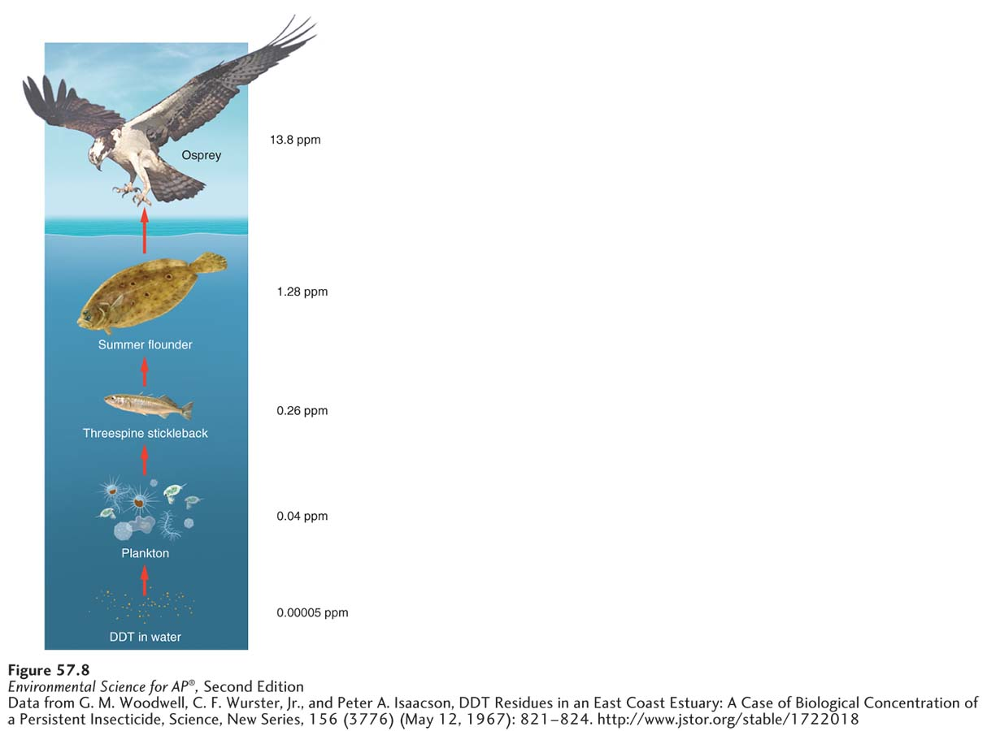 Osprey
13.8 ppm
1.28 ppm
Summer flounder
0.26 ppm
Threespine stickleback
0.04 ppm
Plankton
0.00005 ppm
DDT in water
Figure 57.8
Environmental Science for AP®, Second Edition
Data from G. M. Woodwell, C. F. Wurster, Jr., and Peter A. Isaacson, DDT Residues in an East Coast Estuary: A Case of Biological Concentration of
a Persistent Insecticide, Science, New Series, 156 (3776) (May 12, 1967): 821–824. http://www.jstor.org/stable/1722018